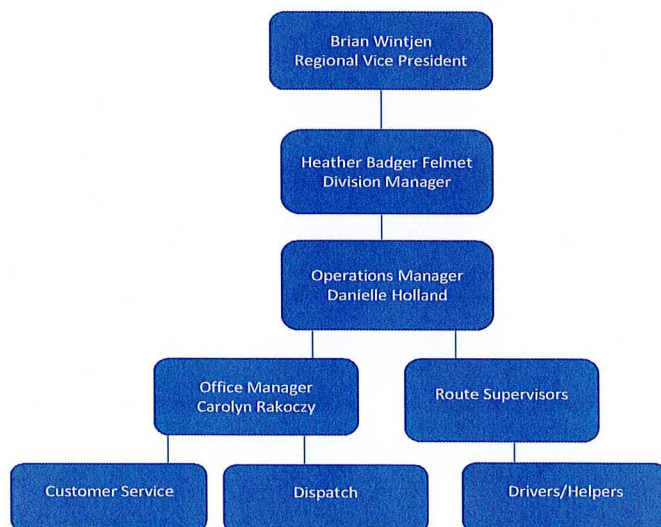 Brian Wintjen
Regional Vice President
Heather Badger Felmet
Division Manager
Operations Manager
Danielle Holland
Office Manager
Carolyn Rakoczy
Route Supervisors
Customer Service
Dispatch
Drivers/Helpers